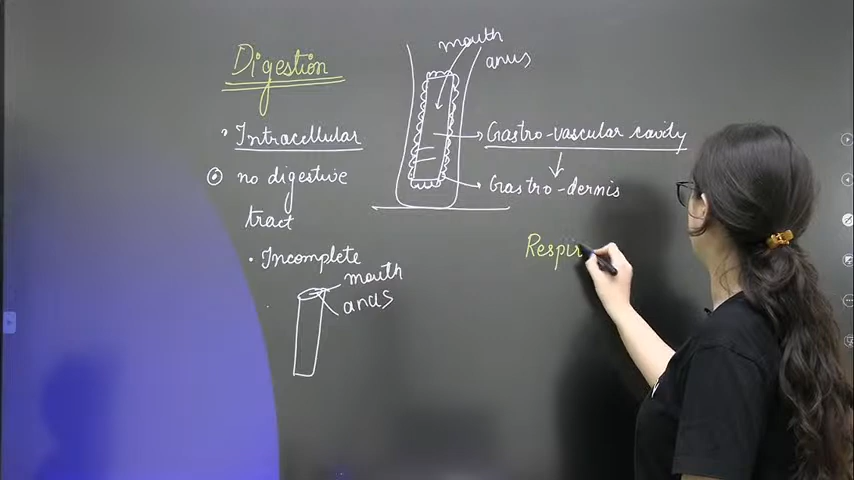 Digestion
mouth
anus
• Intracellular
Gastro-vascular cavity
no digestive
tract
Gastro-dermis
• Incomplete
mouth
anus
Respir